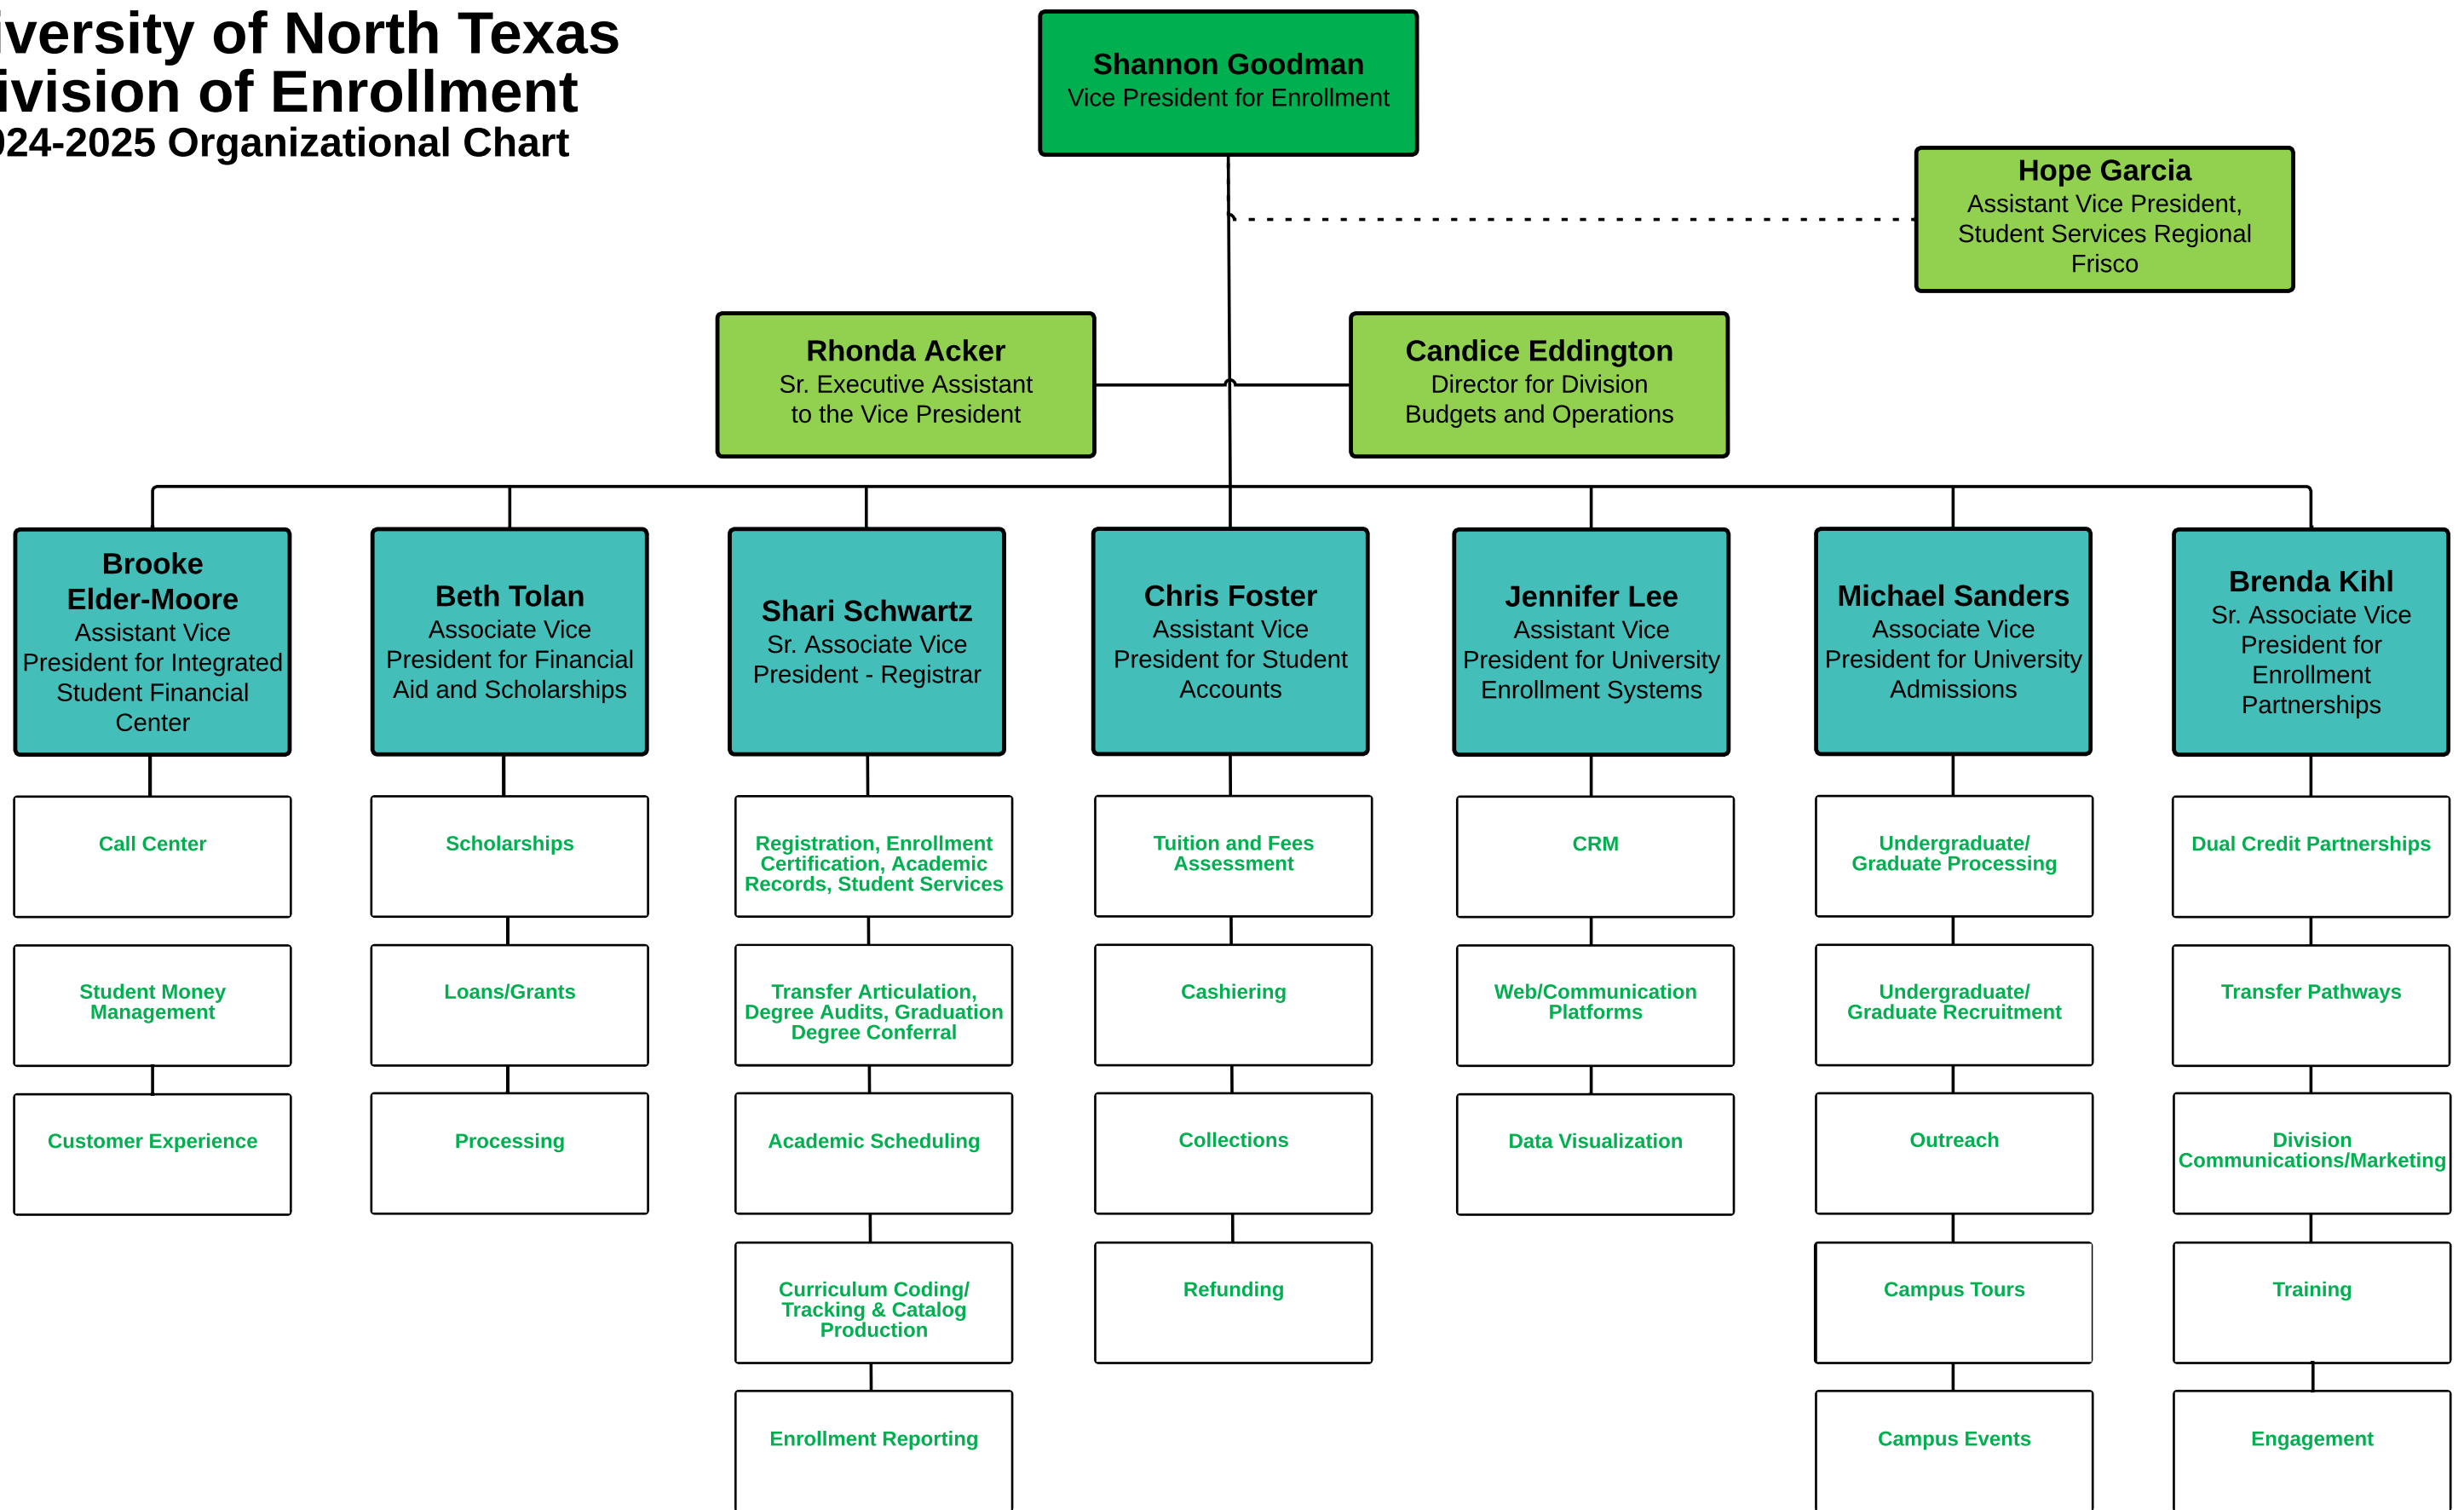 iversity of North Texas
ivision of Enrollment
024-2025 Organizational Chart
Shannon Goodman
Vice President for Enrollment
Hope Garcia
Assistant Vice President,
Student Services Regional
Frisco
Rhonda Acker
Sr. Executive Assistant
to the Vice President
Candice Eddington
Director for Division
Budgets and Operations
Brooke
Elder-Moore
Assistant Vice
President for Integrated
Student Financial
Center
Beth Tolan
Associate Vice
President for Financial
Aid and Scholarships
Shari Schwartz
Sr. Associate Vice
President - Registrar
Chris Foster
Assistant Vice
President for Student
Accounts
Jennifer Lee
Assistant Vice
President for University
Enrollment Systems
Michael Sanders
Associate Vice
President for University
Admissions
Brenda Kihl
Sr. Associate Vice
President for
Enrollment
Partnerships
Call Center
Student Money
Management
Customer Experience
Scholarships
Loans/Grants
Processing
Registration, Enrollment
Certification, Academic
Records, Student Services
Transfer Articulation,
Degree Audits, Graduation
Degree Conferral
Academic Scheduling
Curriculum Coding/
Tracking & Catalog
Production
Enrollment Reporting
Tuition and Fees
Assessment
Cashiering
Collections
Refunding
CRM
Web/Communication
Platforms
Data Visualization
Undergraduate/
Graduate Processing
Undergraduate/
Graduate Recruitment
Outreach
Campus Tours
Campus Events
Dual Credit Partnerships
Transfer Pathways
Division
Communications/Marketing
Training
Engagement